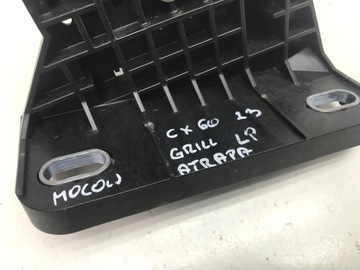 CX 60 23
GRILL LP
ATRAPA
MOCOW